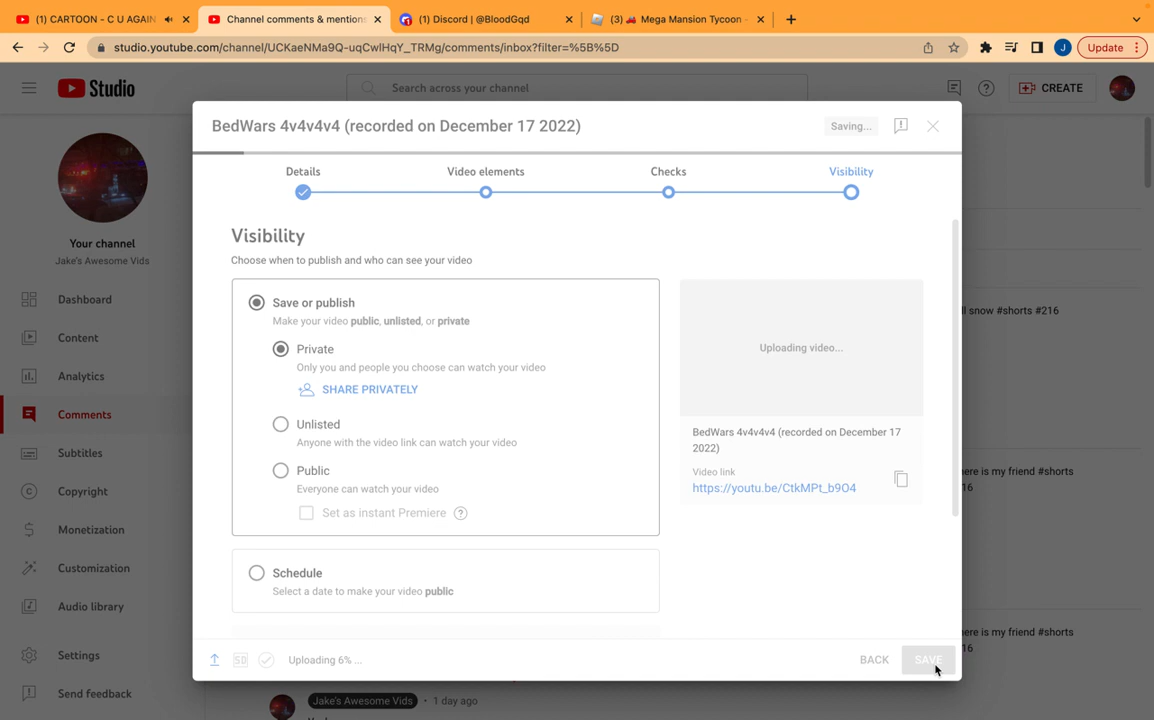 (1) CARTOON - C U AGAIN
Channel comments & mentions
(1) Discord | @BloodGqd
(3) 🚗 Mega Mansion Tycoon -
studio.youtube.com/channel/UCKaeNMa9Q-uqCwlHqY_TRMg/comments/inbox?filter=%5B%5D
J
Update
Studio
Search across your channel
CREATE
BedWars 4v4v4v4 (recorded on December 17 2022)
Saving...
Details
Video elements
Checks
Visibility
Your channel
Jake's Awesome Vids
Dashboard
Content
Analytics
Comments
Subtitles
Copyright
Monetization
Customization
Audio library
Settings
Send feedback
Visibility
Choose when to publish and who can see your video
Save or publish
Make your video public, unlisted, or private
Private
Only you and people you choose can watch your video
SHARE PRIVATELY
Unlisted
Anyone with the video link can watch your video
Public
Everyone can watch your video
Set as instant Premiere
Schedule
Select a date to make your video public
Uploading video...
BedWars 4v4v4v4 (recorded on December 17
2022)
Video link
https://youtu.be/CtkMPt_b9O4
SD
Uploading 6% ...
BACK
SAVE
ll snow #shorts #216
here is my friend #shorts
16
ere is my friend #shorts
16
Jake's Awesome Vids • 1 day ago